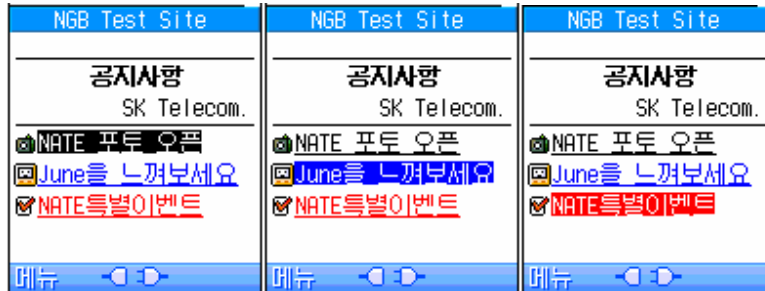 NGB Test Site
공지사항
SK Telecom.
NATE 포토 오픈
June을 느껴보세요
NATE특별이벤트
메뉴
NGB Test Site
공지사항
SK Telecom.
NATE 포토 오픈
June을 느껴보세요
NATE특별이벤트
메뉴
NGB Test Site
공지사항
SK Telecom.
NATE 포토 오픈
June을 느껴보세요
NATE특별이벤트
메뉴